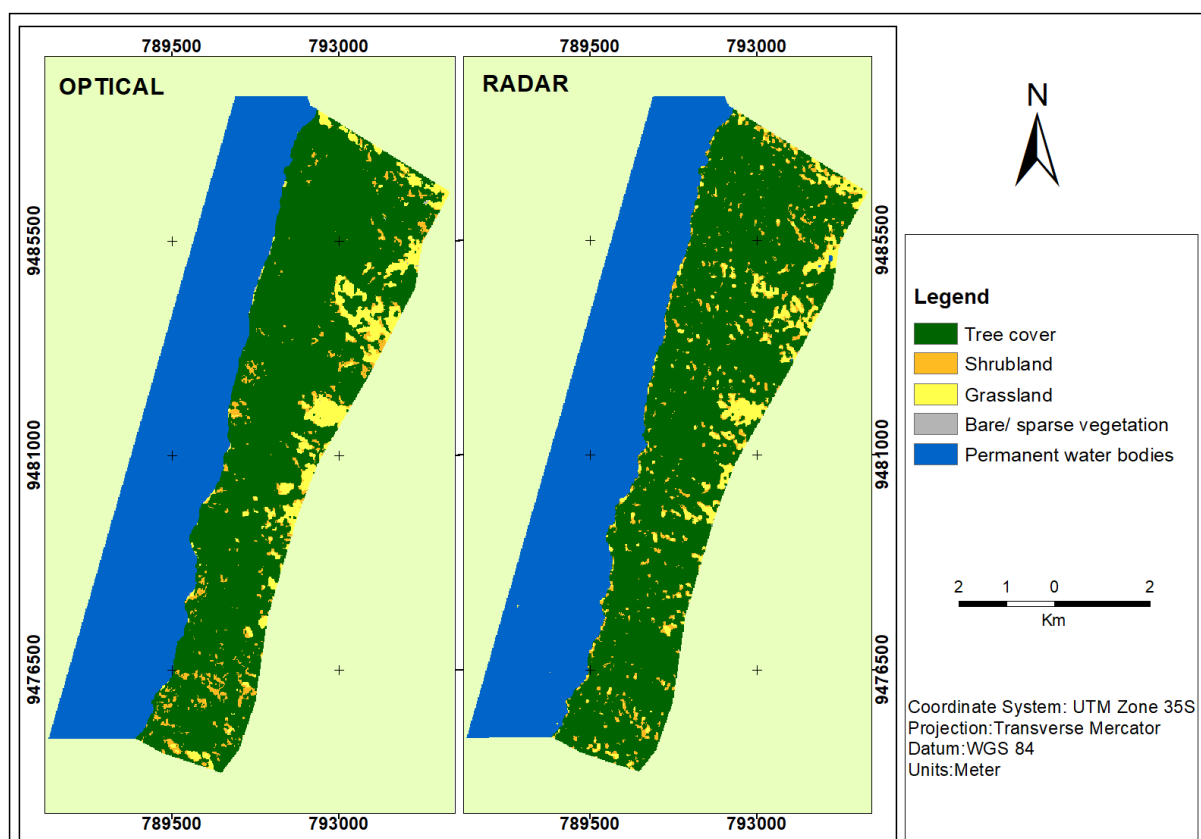 789500 793000 789500 793000
OPTICAL RADAR
N
9485500 9485500
Legend
Tree cover
Shrubland
Grassland
Bare/ sparse vegetation
Permanent water bodies
9481000 9481000
2 1 0 2
Km
9476500 9476500
Coordinate System: UTM Zone 35S
Projection:Transverse Mercator
Datum:WGS 84
Units:Meter
789500 793000 789500 793000